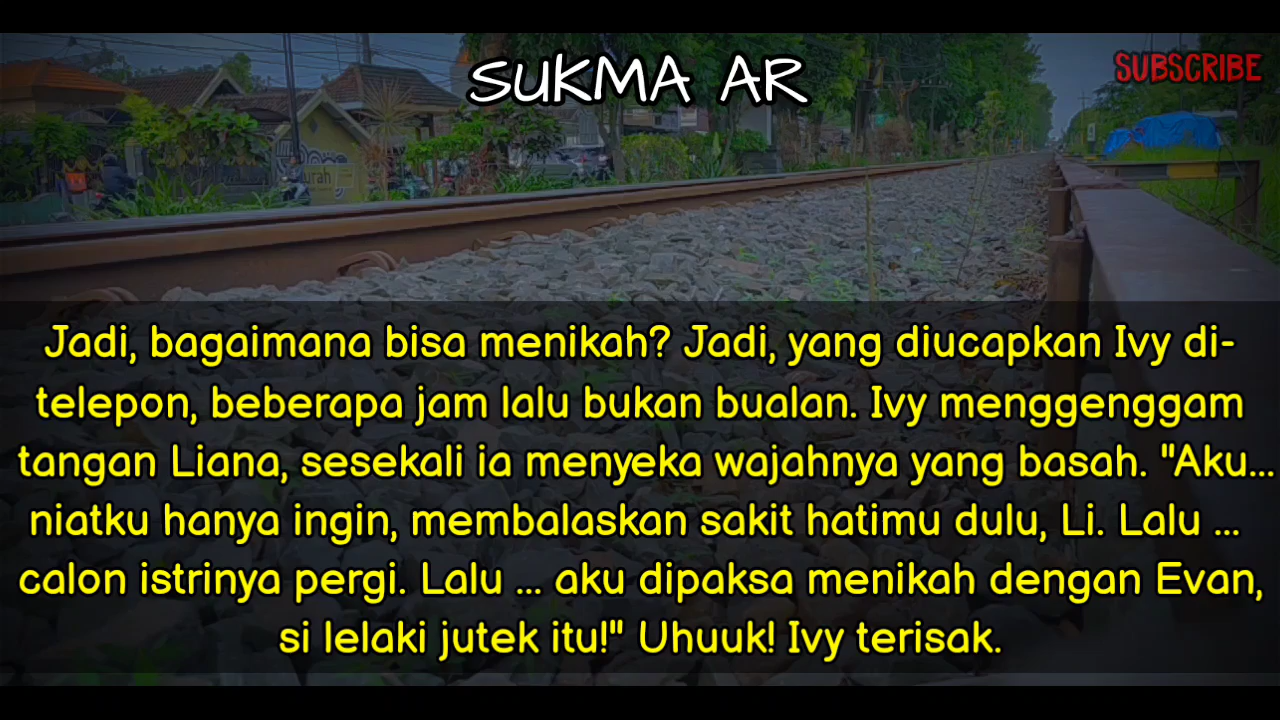 SUKMA AR
SUBSCRIBE
urah
Jadi, bagaimana bisa menikah? Jadi, yang diucapkan Ivy di-
telepon, beberapa jam lalu bukan bualan. Ivy menggenggam
tangan Liana, sesekali ia menyeka wajahnya yang basah. "Aku...
niatku hanya ingin, membalaskan sakit hatimu dulu, Li. Lalu ...
calon istrinya pergi. Lalu ... aku dipaksa menikah dengan Evan,
si lelaki jutek itu!" Uhuuk! Ivy terisak.